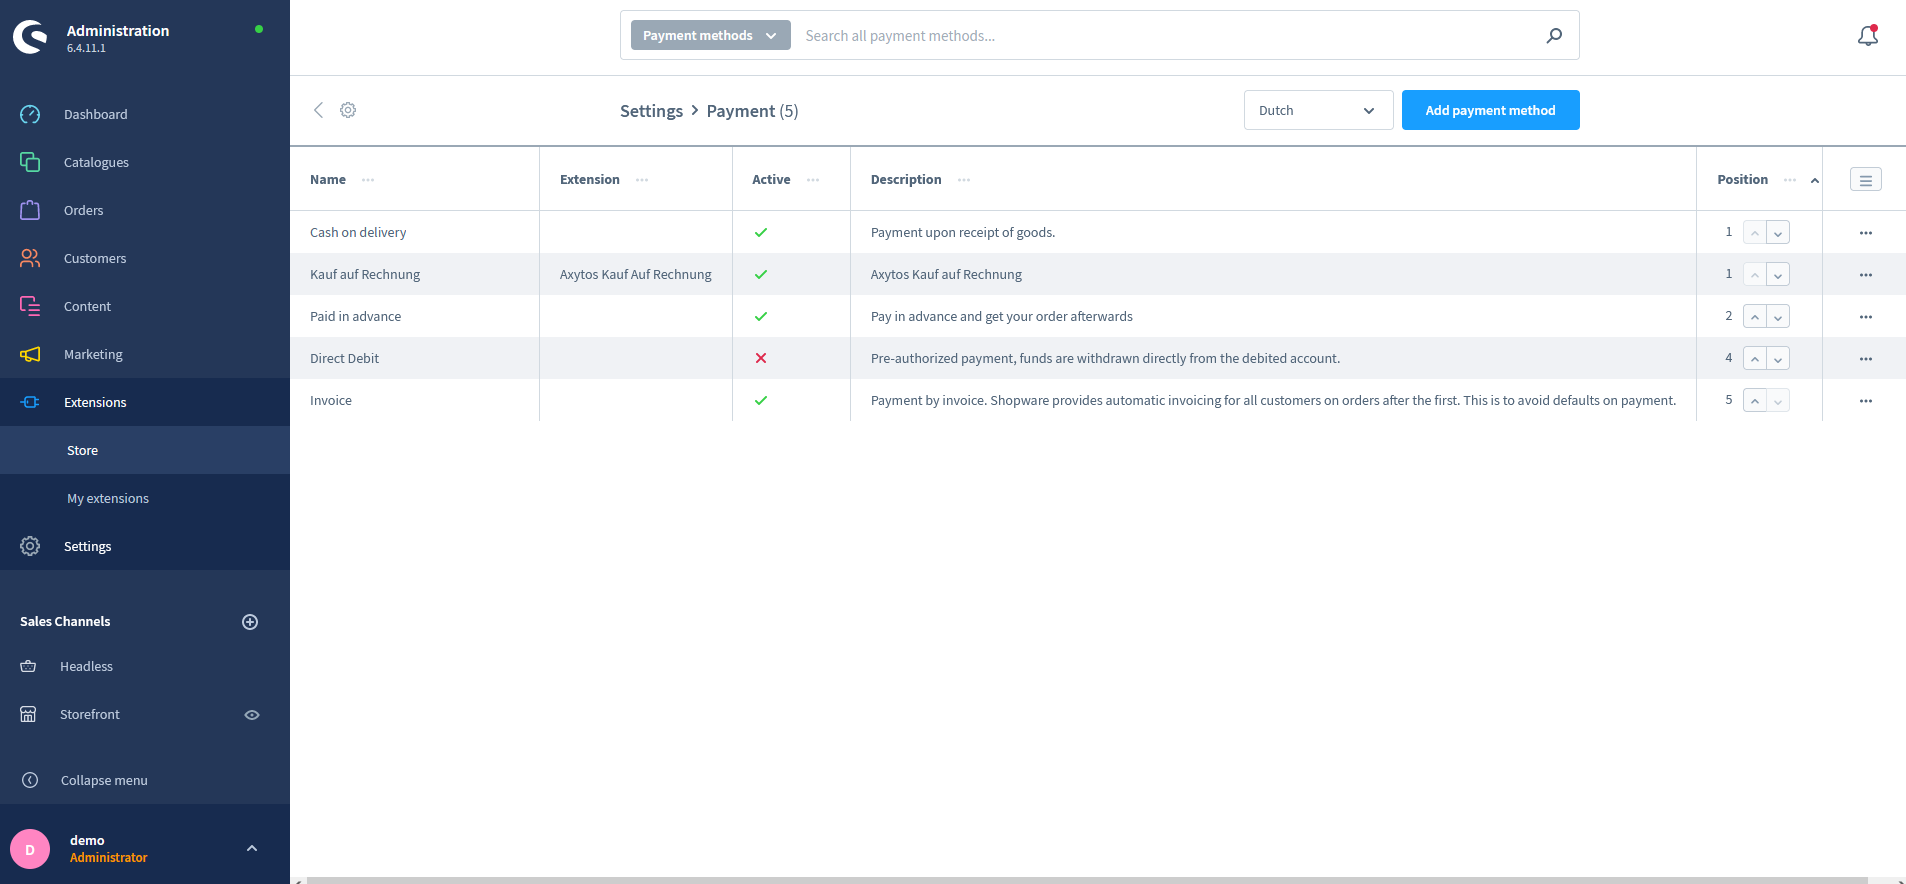 Administration
6.4.11.1
Dashboard
Catalogues
Orders
Customers
Content
Marketing
Extensions
Store
My extensions
Settings
Sales Channels
Headless
Storefront
Collapse menu
D
demo
Administrator
Payment methods
Search all payment methods...
Settings > Payment (5)
Dutch
Add payment method
Name Extension Active Description Position
Cash on delivery Payment upon receipt of goods. 1
Kauf auf Rechnung Axytos Kauf Auf Rechnung Axytos Kauf auf Rechnung 1
Paid in advance Pay in advance and get your order afterwards 2
Direct Debit Pre-authorized payment, funds are withdrawn directly from the debited account. 4
Invoice Payment by invoice. Shopware provides automatic invoicing for all customers on orders after the first. This is to avoid defaults on payment. 5